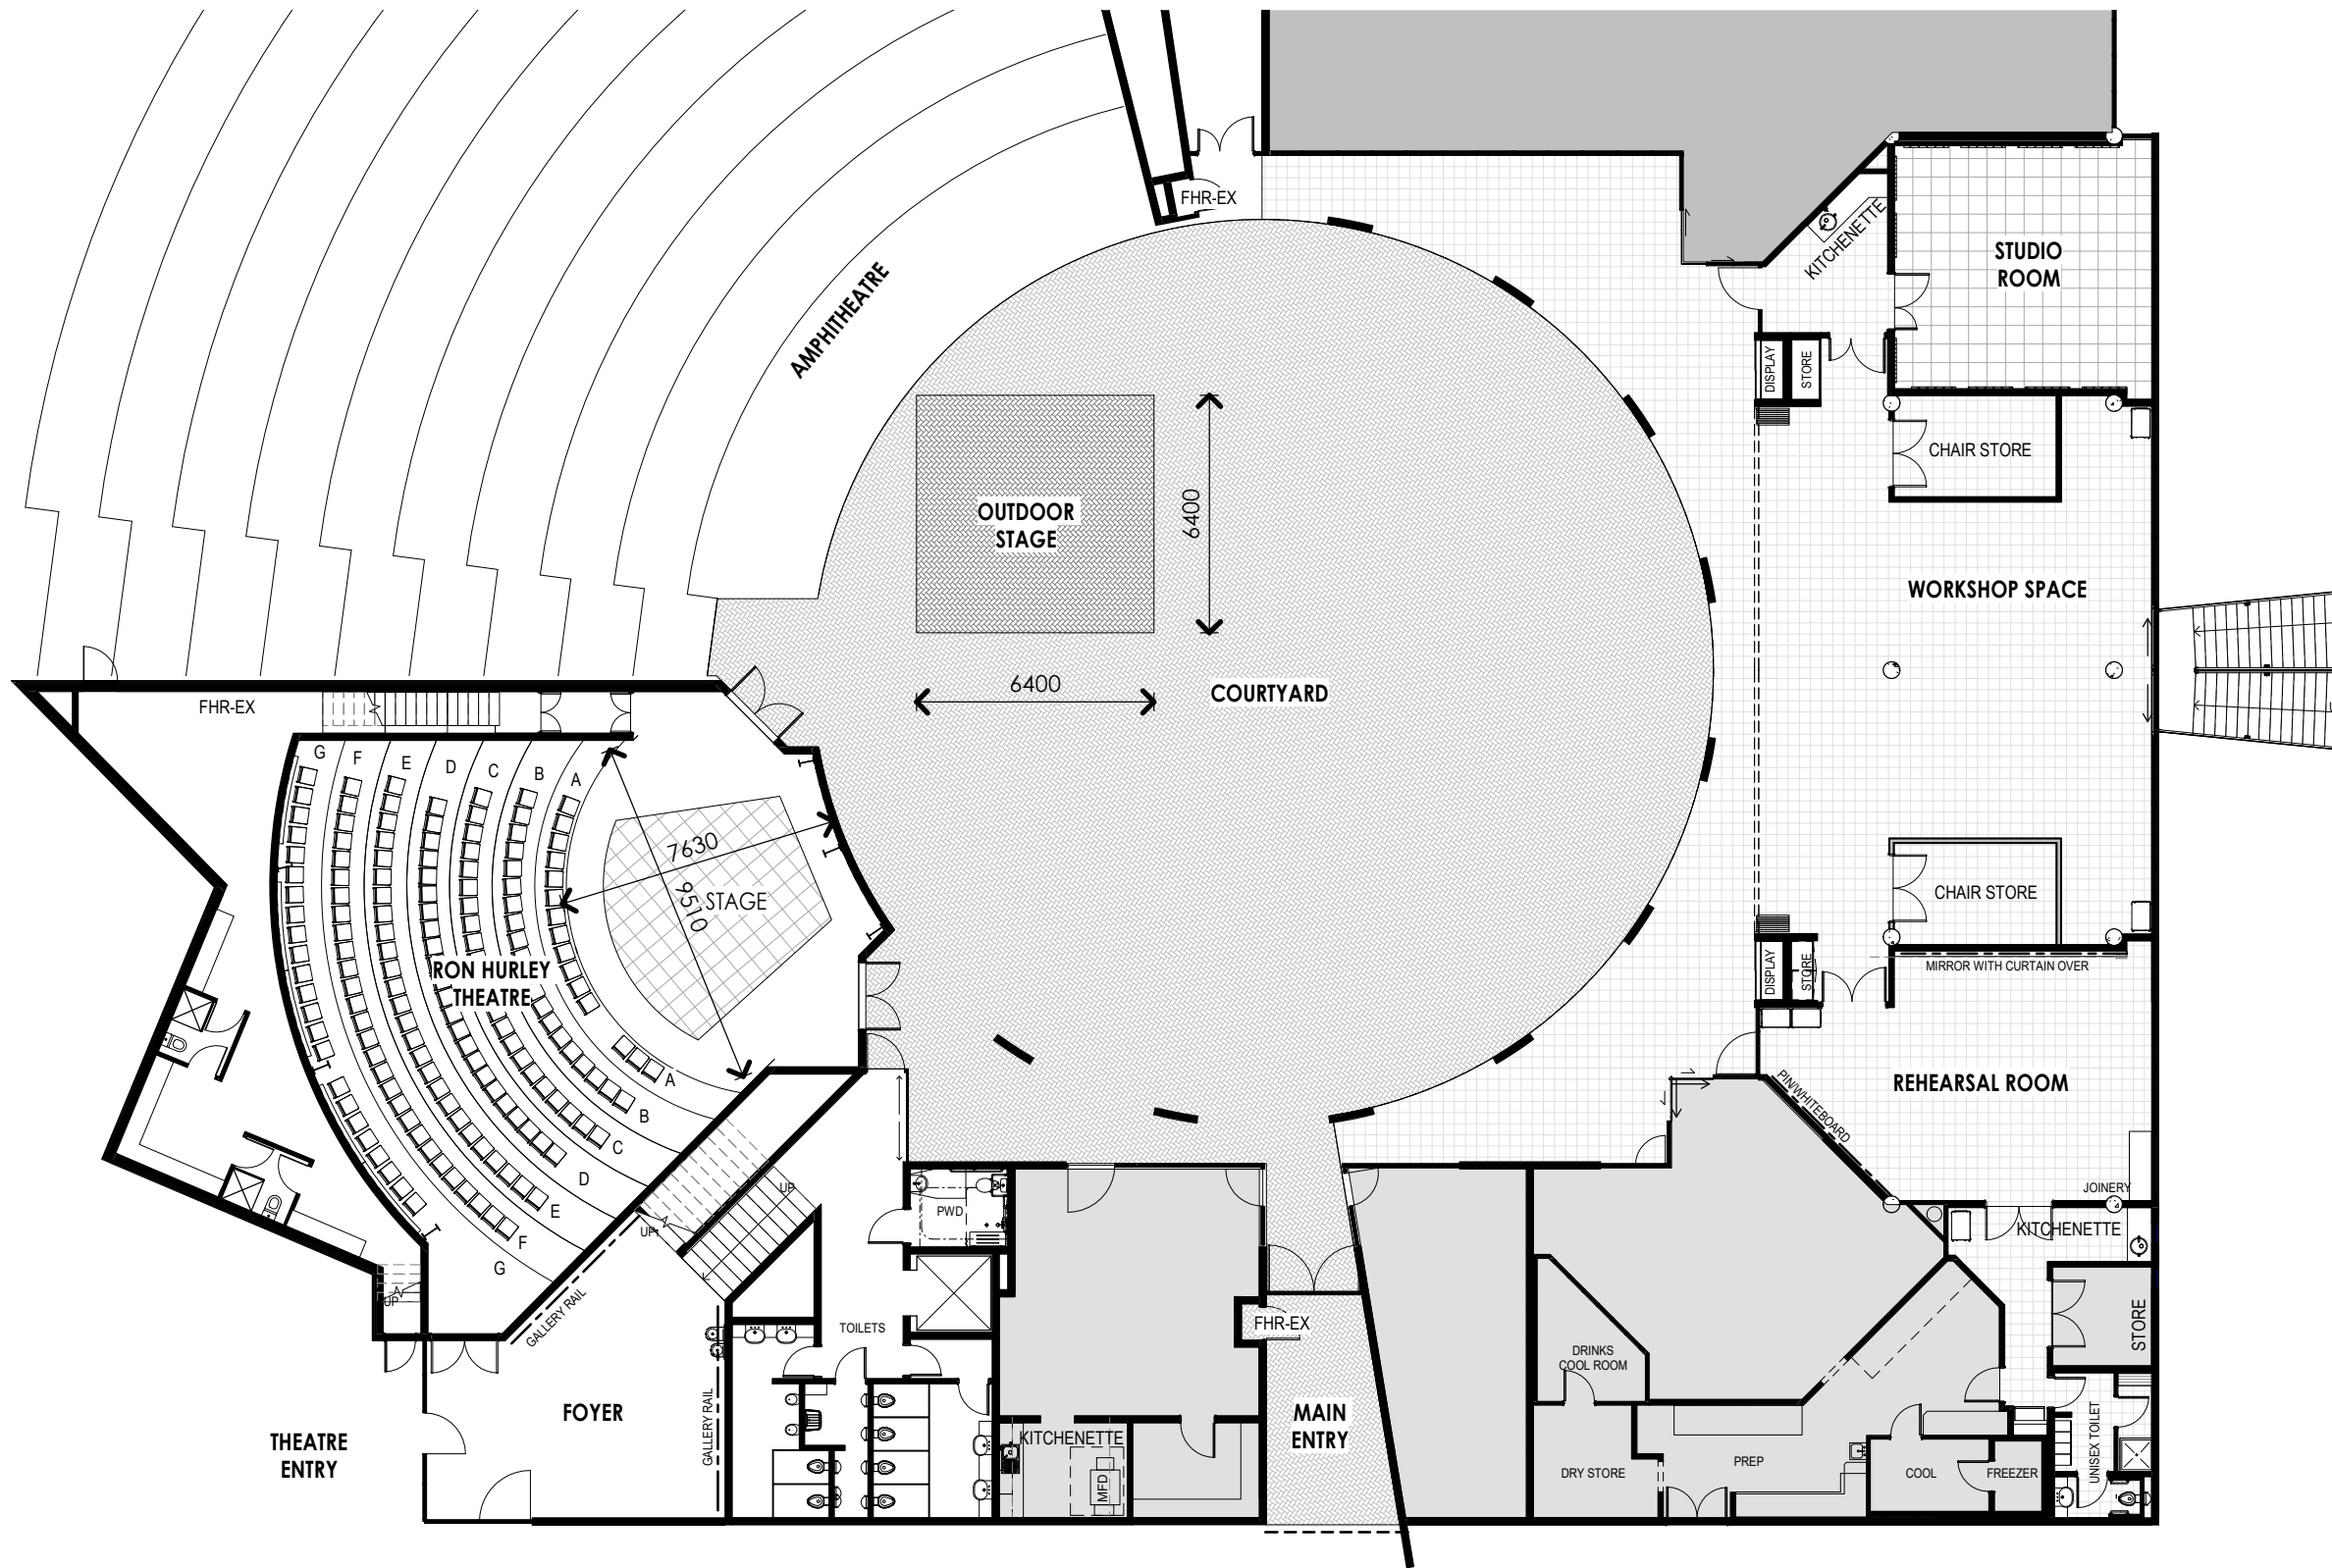 FHR-EX
KITCHENETTE
STUDIO
ROOM
AMPHITHEATRE
DISPLAY
STORE
CHAIR STORE
OUTDOOR
STAGE
6400
6400
WORKSHOP SPACE
COURTYARD
FHR-EX
G
F
E
D
C
B
A
7630
9510
STAGE
CHAIR STORE
RON HURLEY
THEATRE
MIRROR WITH CURTAIN OVER
DISPLAY
STORE
A
B
C
D
E
F
G
REHEARSAL ROOM
PIN/WHITEBOARD
JOINERY
UP
UP
UP
PWD
KITCHENETTE
GALLERY RAIL
TOILETS
FHR-EX
STORE
DRINKS
COOL ROOM
FOYER
GALLERY RAIL
MAIN
ENTRY
THEATRE
ENTRY
KITCHENETTE
MFD
DRY STORE
PREP
COOL
FREEZER
UNISEX TOILET